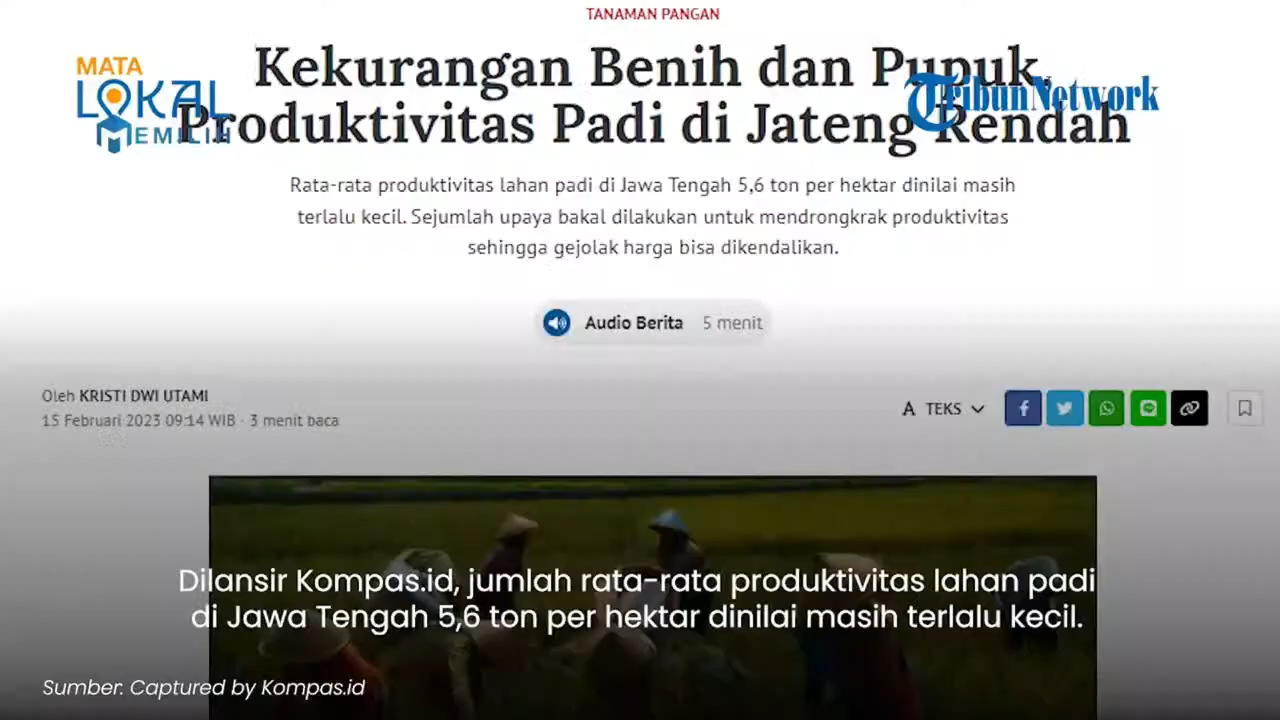 TANAMAN PANGAN
Kekurangan Benih dan Pupuk,
Produktivitas Padi di Jateng Rendah
MATA
LOKAL
MEMILIH
TribunNetwork
Rata-rata produktivitas lahan padi di Jawa Tengah 5,6 ton per hektar dinilai masih
terlalu kecil. Sejumlah upaya bakal dilakukan untuk mendrongkrak produktivitas
sehingga gejolak harga bisa dikendalikan.
Audio Berita 5 menit
Oleh KRISTI DWI UTAMI
15 Februari 2023 09:14 WIB · 3 menit baca
A TEKS
Dilansir Kompas.id, jumlah rata-rata produktivitas lahan padi
di Jawa Tengah 5,6 ton per hektar dinilai masih terlalu kecil.
Sumber: Captured by Kompas.id